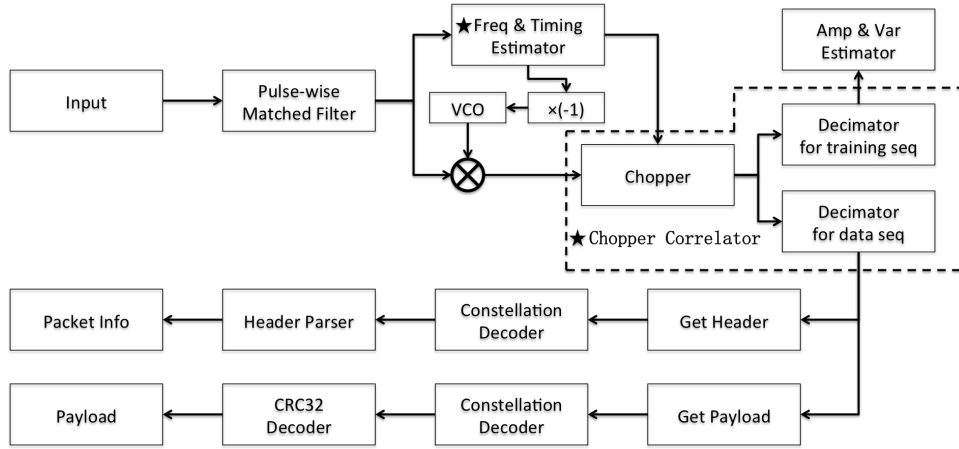 ★Freq & Timing
Estimator
Amp & Var
Estimator
Input
Pulse-wise
Matched Filter
VCO
×(-1)
Decimator
for training seq
Chopper
Decimator
for data seq
★Chopper Correlator
Packet Info
Header Parser
Constellation
Decoder
Get Header
Payload
CRC32
Decoder
Constellation
Decoder
Get Payload